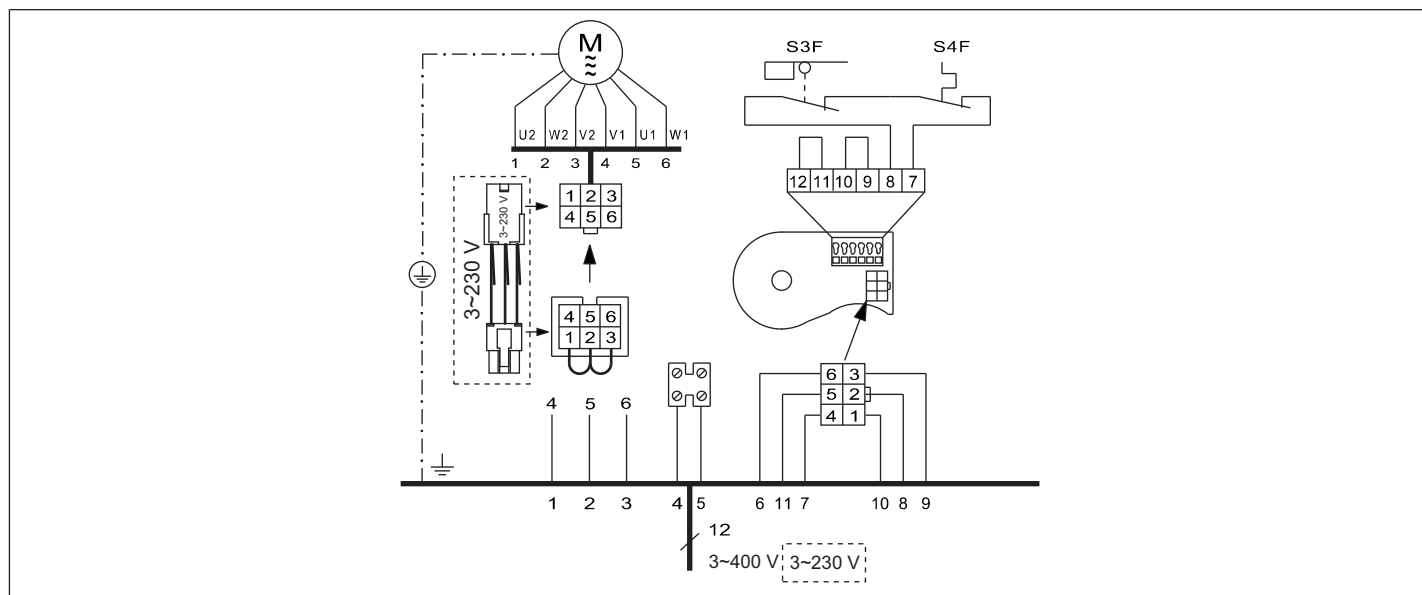 M
S3F S4F
U2 W2 V2 V1 U1 W1
1 2 3 4 5 6
12 11 10 9 8 7
3~230 V
3~230 V
1 2 3
4 5 6
4 5 6
1 2 3
6 3
5 2
4 1
4 5 6
1 2 3 4 5 6 11 7 10 8 9
12
3~400 V 3~230 V